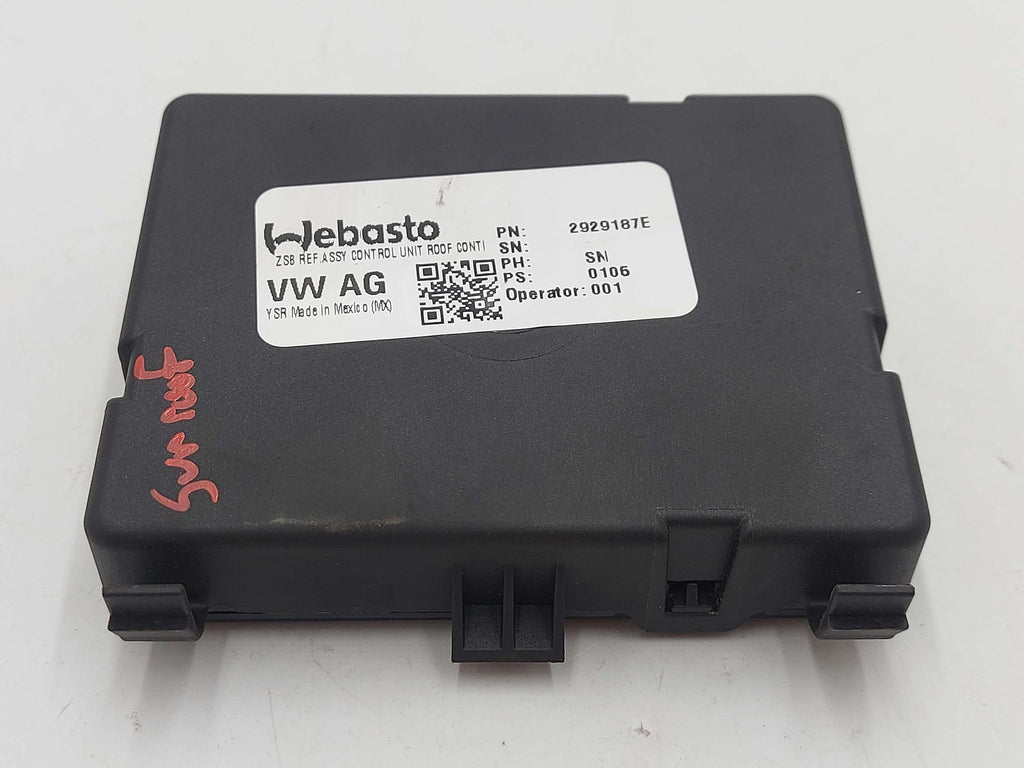 Webasto
ZSB REF.ASSY CONTROL UNIT ROOF CONTI
VW AG
YSR Made in Mexico (MX)
PN: 2929187E
SN:
PH: SN
PS: 0106
Operator: 001
Sun roof